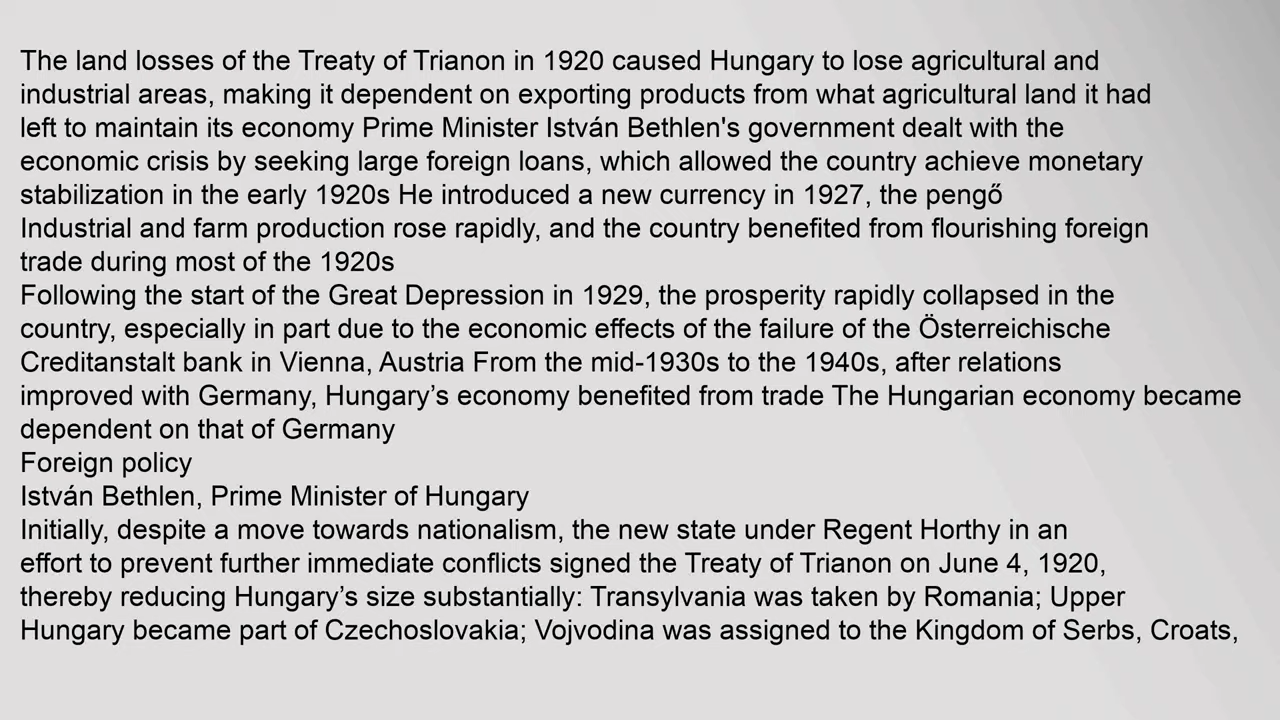 The land losses of the Treaty of Trianon in 1920 caused Hungary to lose agricultural and
industrial areas, making it dependent on exporting products from what agricultural land it had
left to maintain its economy Prime Minister István Bethlen's government dealt with the
economic crisis by seeking large foreign loans, which allowed the country achieve monetary
stabilization in the early 1920s He introduced a new currency in 1927, the pengő
Industrial and farm production rose rapidly, and the country benefited from flourishing foreign
trade during most of the 1920s
Following the start of the Great Depression in 1929, the prosperity rapidly collapsed in the
country, especially in part due to the economic effects of the failure of the Österreichische
Creditanstalt bank in Vienna, Austria From the mid-1930s to the 1940s, after relations
improved with Germany, Hungary’s economy benefited from trade The Hungarian economy became
dependent on that of Germany
Foreign policy
István Bethlen, Prime Minister of Hungary
Initially, despite a move towards nationalism, the new state under Regent Horthy in an
effort to prevent further immediate conflicts signed the Treaty of Trianon on June 4, 1920,
thereby reducing Hungary’s size substantially: Transylvania was taken by Romania; Upper
Hungary became part of Czechoslovakia; Vojvodina was assigned to the Kingdom of Serbs, Croats,